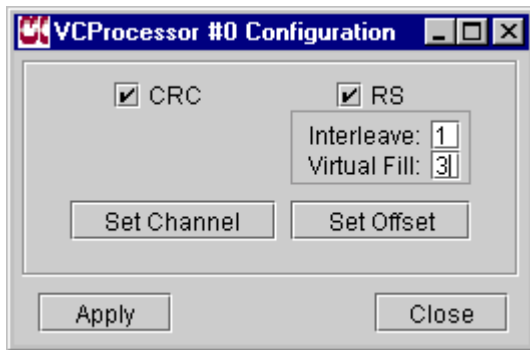 VCProcessor #0 Configuration
CRC
RS
Interleave: 1
Virtual Fill: 3
Set Channel
Set Offset
Apply
Close